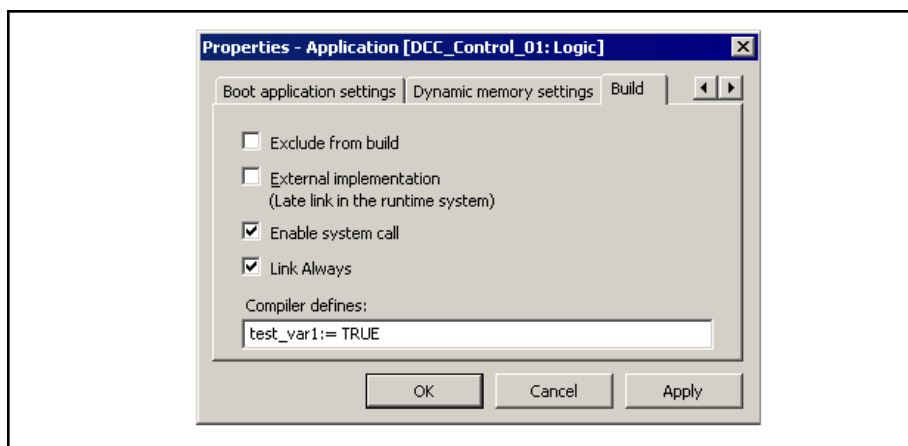 Properties - Application [DCC_Control_01: Logic]
Boot application settings Dynamic memory settings Build
Exclude from build
External implementation
(Late link in the runtime system)
Enable system call
Link Always
Compiler defines:
test_var1:= TRUE
OK Cancel Apply